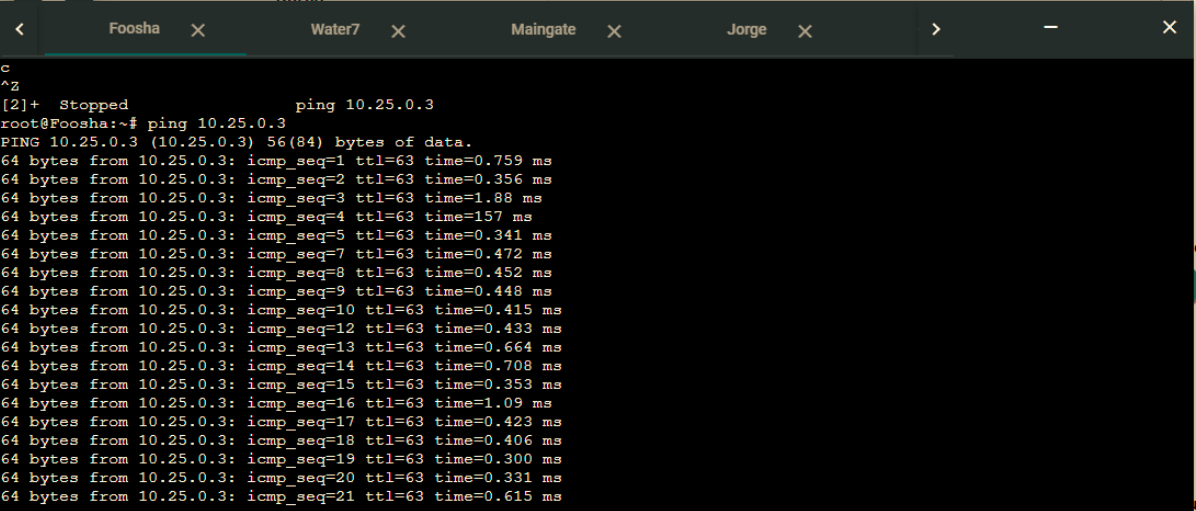 Foosha Water7 Maingate Jorge
c
^Z
[2]+  Stopped                 ping 10.25.0.3
root@Foosha:~# ping 10.25.0.3
PING 10.25.0.3 (10.25.0.3) 56(84) bytes of data.
64 bytes from 10.25.0.3: icmp_seq=1 ttl=63 time=0.759 ms
64 bytes from 10.25.0.3: icmp_seq=2 ttl=63 time=0.356 ms
64 bytes from 10.25.0.3: icmp_seq=3 ttl=63 time=1.88 ms
64 bytes from 10.25.0.3: icmp_seq=4 ttl=63 time=157 ms
64 bytes from 10.25.0.3: icmp_seq=5 ttl=63 time=0.341 ms
64 bytes from 10.25.0.3: icmp_seq=7 ttl=63 time=0.472 ms
64 bytes from 10.25.0.3: icmp_seq=8 ttl=63 time=0.452 ms
64 bytes from 10.25.0.3: icmp_seq=9 ttl=63 time=0.448 ms
64 bytes from 10.25.0.3: icmp_seq=10 ttl=63 time=0.415 ms
64 bytes from 10.25.0.3: icmp_seq=12 ttl=63 time=0.433 ms
64 bytes from 10.25.0.3: icmp_seq=13 ttl=63 time=0.664 ms
64 bytes from 10.25.0.3: icmp_seq=14 ttl=63 time=0.708 ms
64 bytes from 10.25.0.3: icmp_seq=15 ttl=63 time=0.353 ms
64 bytes from 10.25.0.3: icmp_seq=16 ttl=63 time=1.09 ms
64 bytes from 10.25.0.3: icmp_seq=17 ttl=63 time=0.423 ms
64 bytes from 10.25.0.3: icmp_seq=18 ttl=63 time=0.406 ms
64 bytes from 10.25.0.3: icmp_seq=19 ttl=63 time=0.300 ms
64 bytes from 10.25.0.3: icmp_seq=20 ttl=63 time=0.331 ms
64 bytes from 10.25.0.3: icmp_seq=21 ttl=63 time=0.615 ms